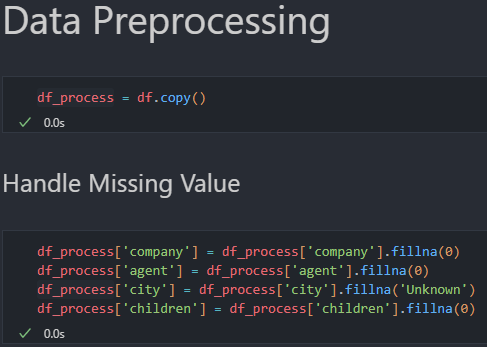 Data Preprocessing
df_process = df.copy()
0.0s
Handle Missing Value
df_process['company'] = df_process['company'].fillna(0)
df_process['agent'] = df_process['agent'].fillna(0)
df_process['city'] = df_process['city'].fillna('Unknown')
df_process['children'] = df_process['children'].fillna(0)
0.0s